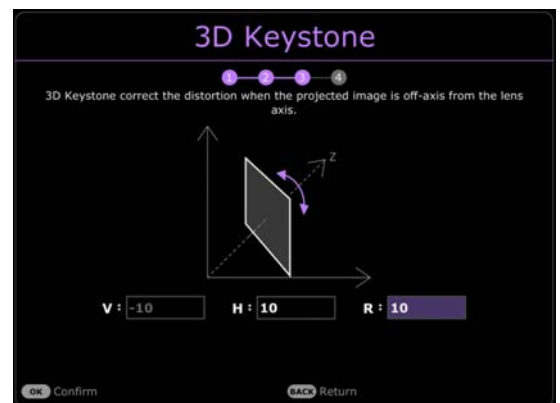 3D Keystone
1 2 3 4
3D Keystone correct the distortion when the projected image is off-axis from the lens
axis.
Z
V : -10 H : 10 R : 10
OK Confirm BACK Return